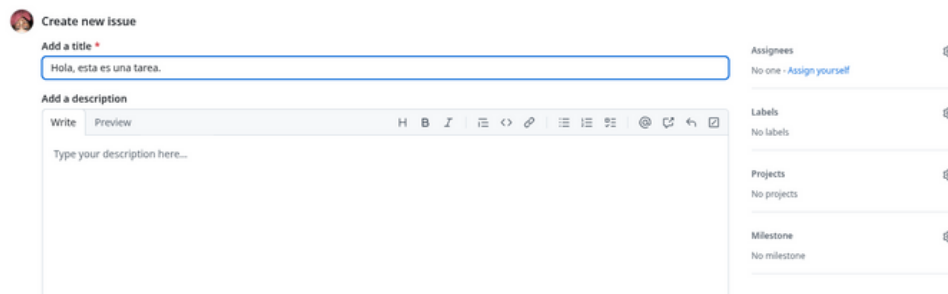 Create new issue
Add a title *
Hola, esta es una tarea.
Add a description
Write Preview
H B I
Type your description here...
Assignees
No one - Assign yourself
Labels
No labels
Projects
No projects
Milestone
No milestone